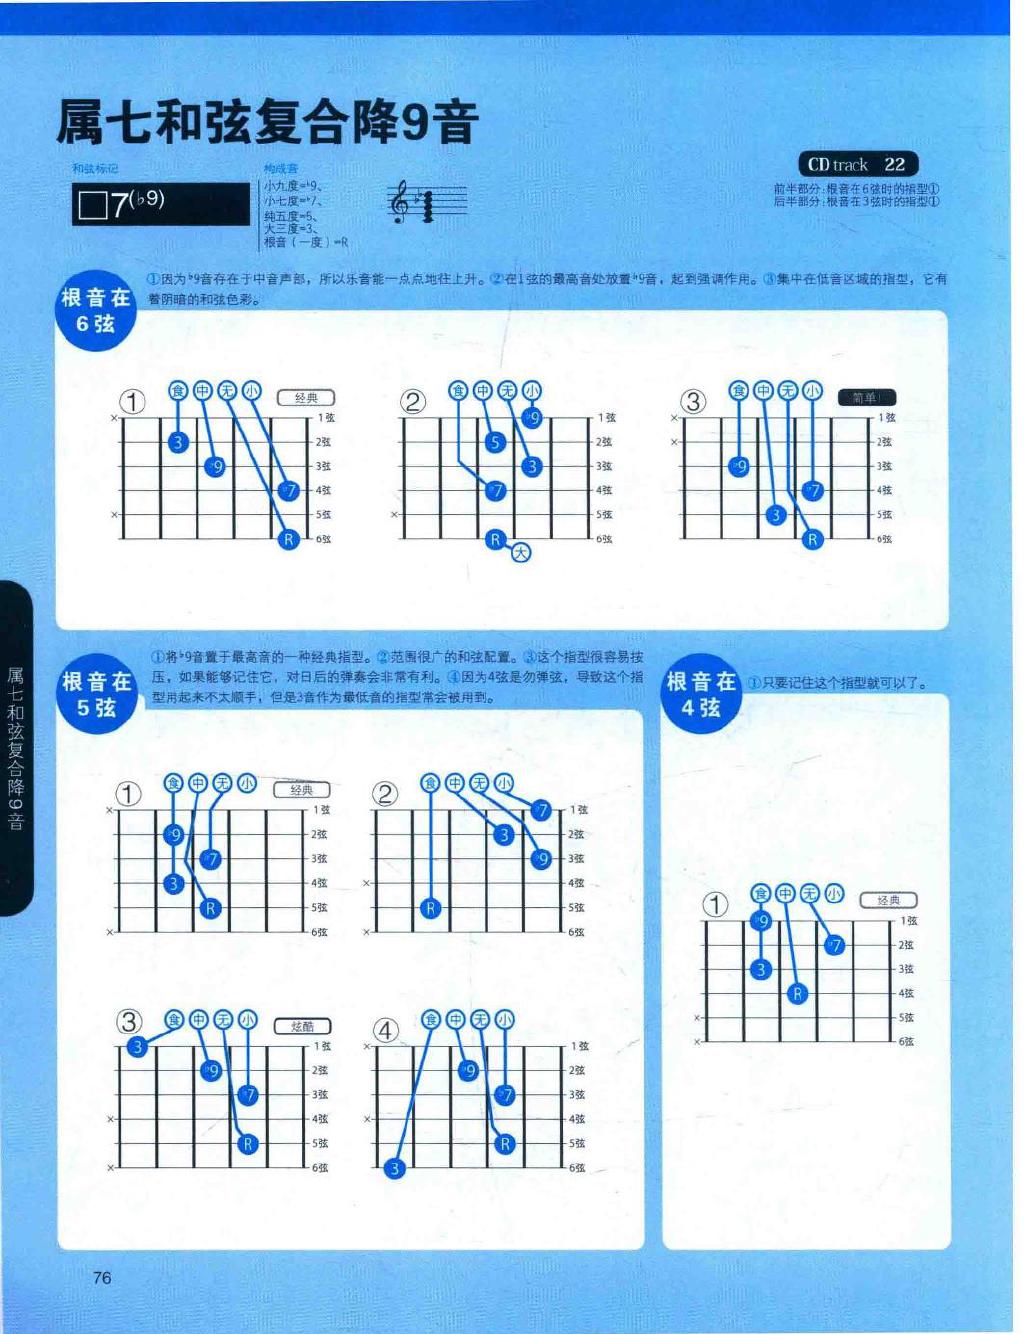 属七和弦复合降9音
和弦标记
□7(♭9)
构成音
小九度=♭9、
小七度=♭7、
纯五度=5、
大三度=3、
根音（一度）=R
CD track 22
前半部分:根音在6弦时的指型①
后半部分:根音在3弦时的指型①
根音在
6弦
①因为♭9音存在于中音声部，所以乐音能一点点地往上升。②在1弦的最高音处放置♭9音，起到强调作用。③集中在低音区域的指型，它有
着阴暗的和弦色彩。
① 食 中 无 小 经典
× 1弦
3 2弦
♭9 3弦
♭7 4弦
× 5弦
R 6弦
② 食 中 无 小
♭9 1弦
5 2弦
3 3弦
♭7 4弦
× 5弦
R 6弦
大
③ 食 中 无 小 简单!
× 1弦
× 2弦
♭9 3弦
♭7 4弦
3 5弦
R 6弦
根音在
5弦
①将♭9音置于最高音的一种经典指型。②范围很广的和弦配置。③这个指型很容易按
压，如果能够记住它，对日后的弹奏会非常有利。④因为4弦是勿弹弦，导致这个指
型用起来不太顺手，但是3音作为最低音的指型常会被用到。
① 食 中 无 小 经典
× 1弦
♭9 2弦
♭7 3弦
3 4弦
R 5弦
× 6弦
② 食 中 无 小
♭7 1弦
3 2弦
♭9 3弦
× 4弦
R 5弦
× 6弦
③ 食 中 无 小 炫酷
3 1弦
♭9 2弦
♭7 3弦
× 4弦
R 5弦
× 6弦
④ 食 中 无 小
× 1弦
♭9 2弦
♭7 3弦
× 4弦
R 5弦
3 6弦
根音在
4弦
①只要记住这个指型就可以了。
① 食 中 无 小 经典
♭9 1弦
♭7 2弦
3 3弦
R 4弦
× 5弦
× 6弦
属七和弦复合降9音
76